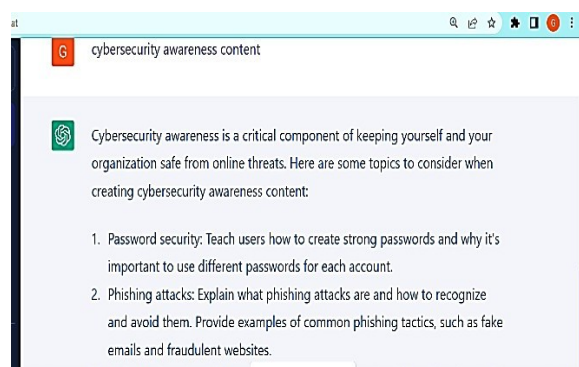 at
G
G
cybersecurity awareness content
Cybersecurity awareness is a critical component of keeping yourself and your
organization safe from online threats. Here are some topics to consider when
creating cybersecurity awareness content:
1. Password security: Teach users how to create strong passwords and why it's
important to use different passwords for each account.
2. Phishing attacks: Explain what phishing attacks are and how to recognize
and avoid them. Provide examples of common phishing tactics, such as fake
emails and fraudulent websites.